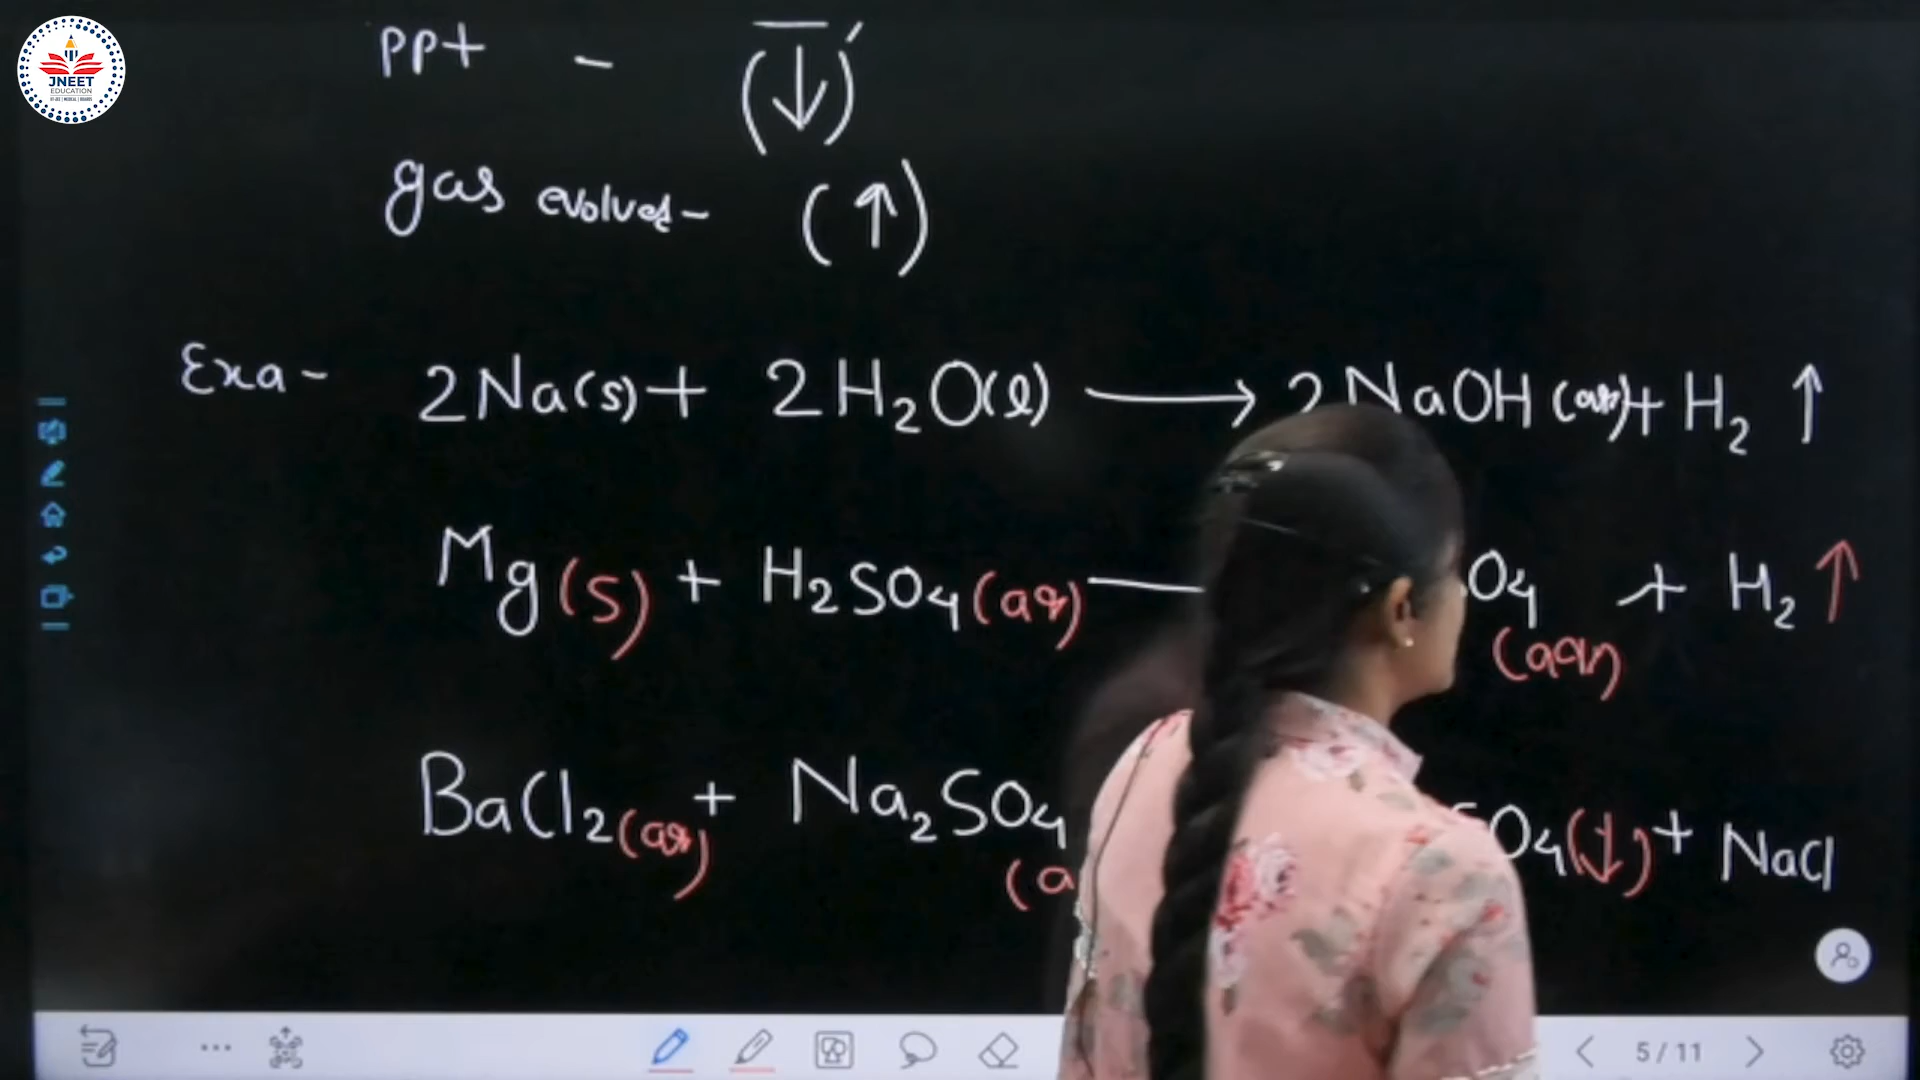 JNEET
EDUCATION
ppt - (↓)
gas evolves- (↑)
Exa- 2Na(s) + 2H₂O(l) ⟶ 2NaOH (aq) + H₂ ↑
Mg(s) + H₂SO₄(aq) — O₄ (aq) + H₂ ↑
BaCl₂(aq) + Na₂SO₄ (a O₄(↓) + NaCl
5 / 11